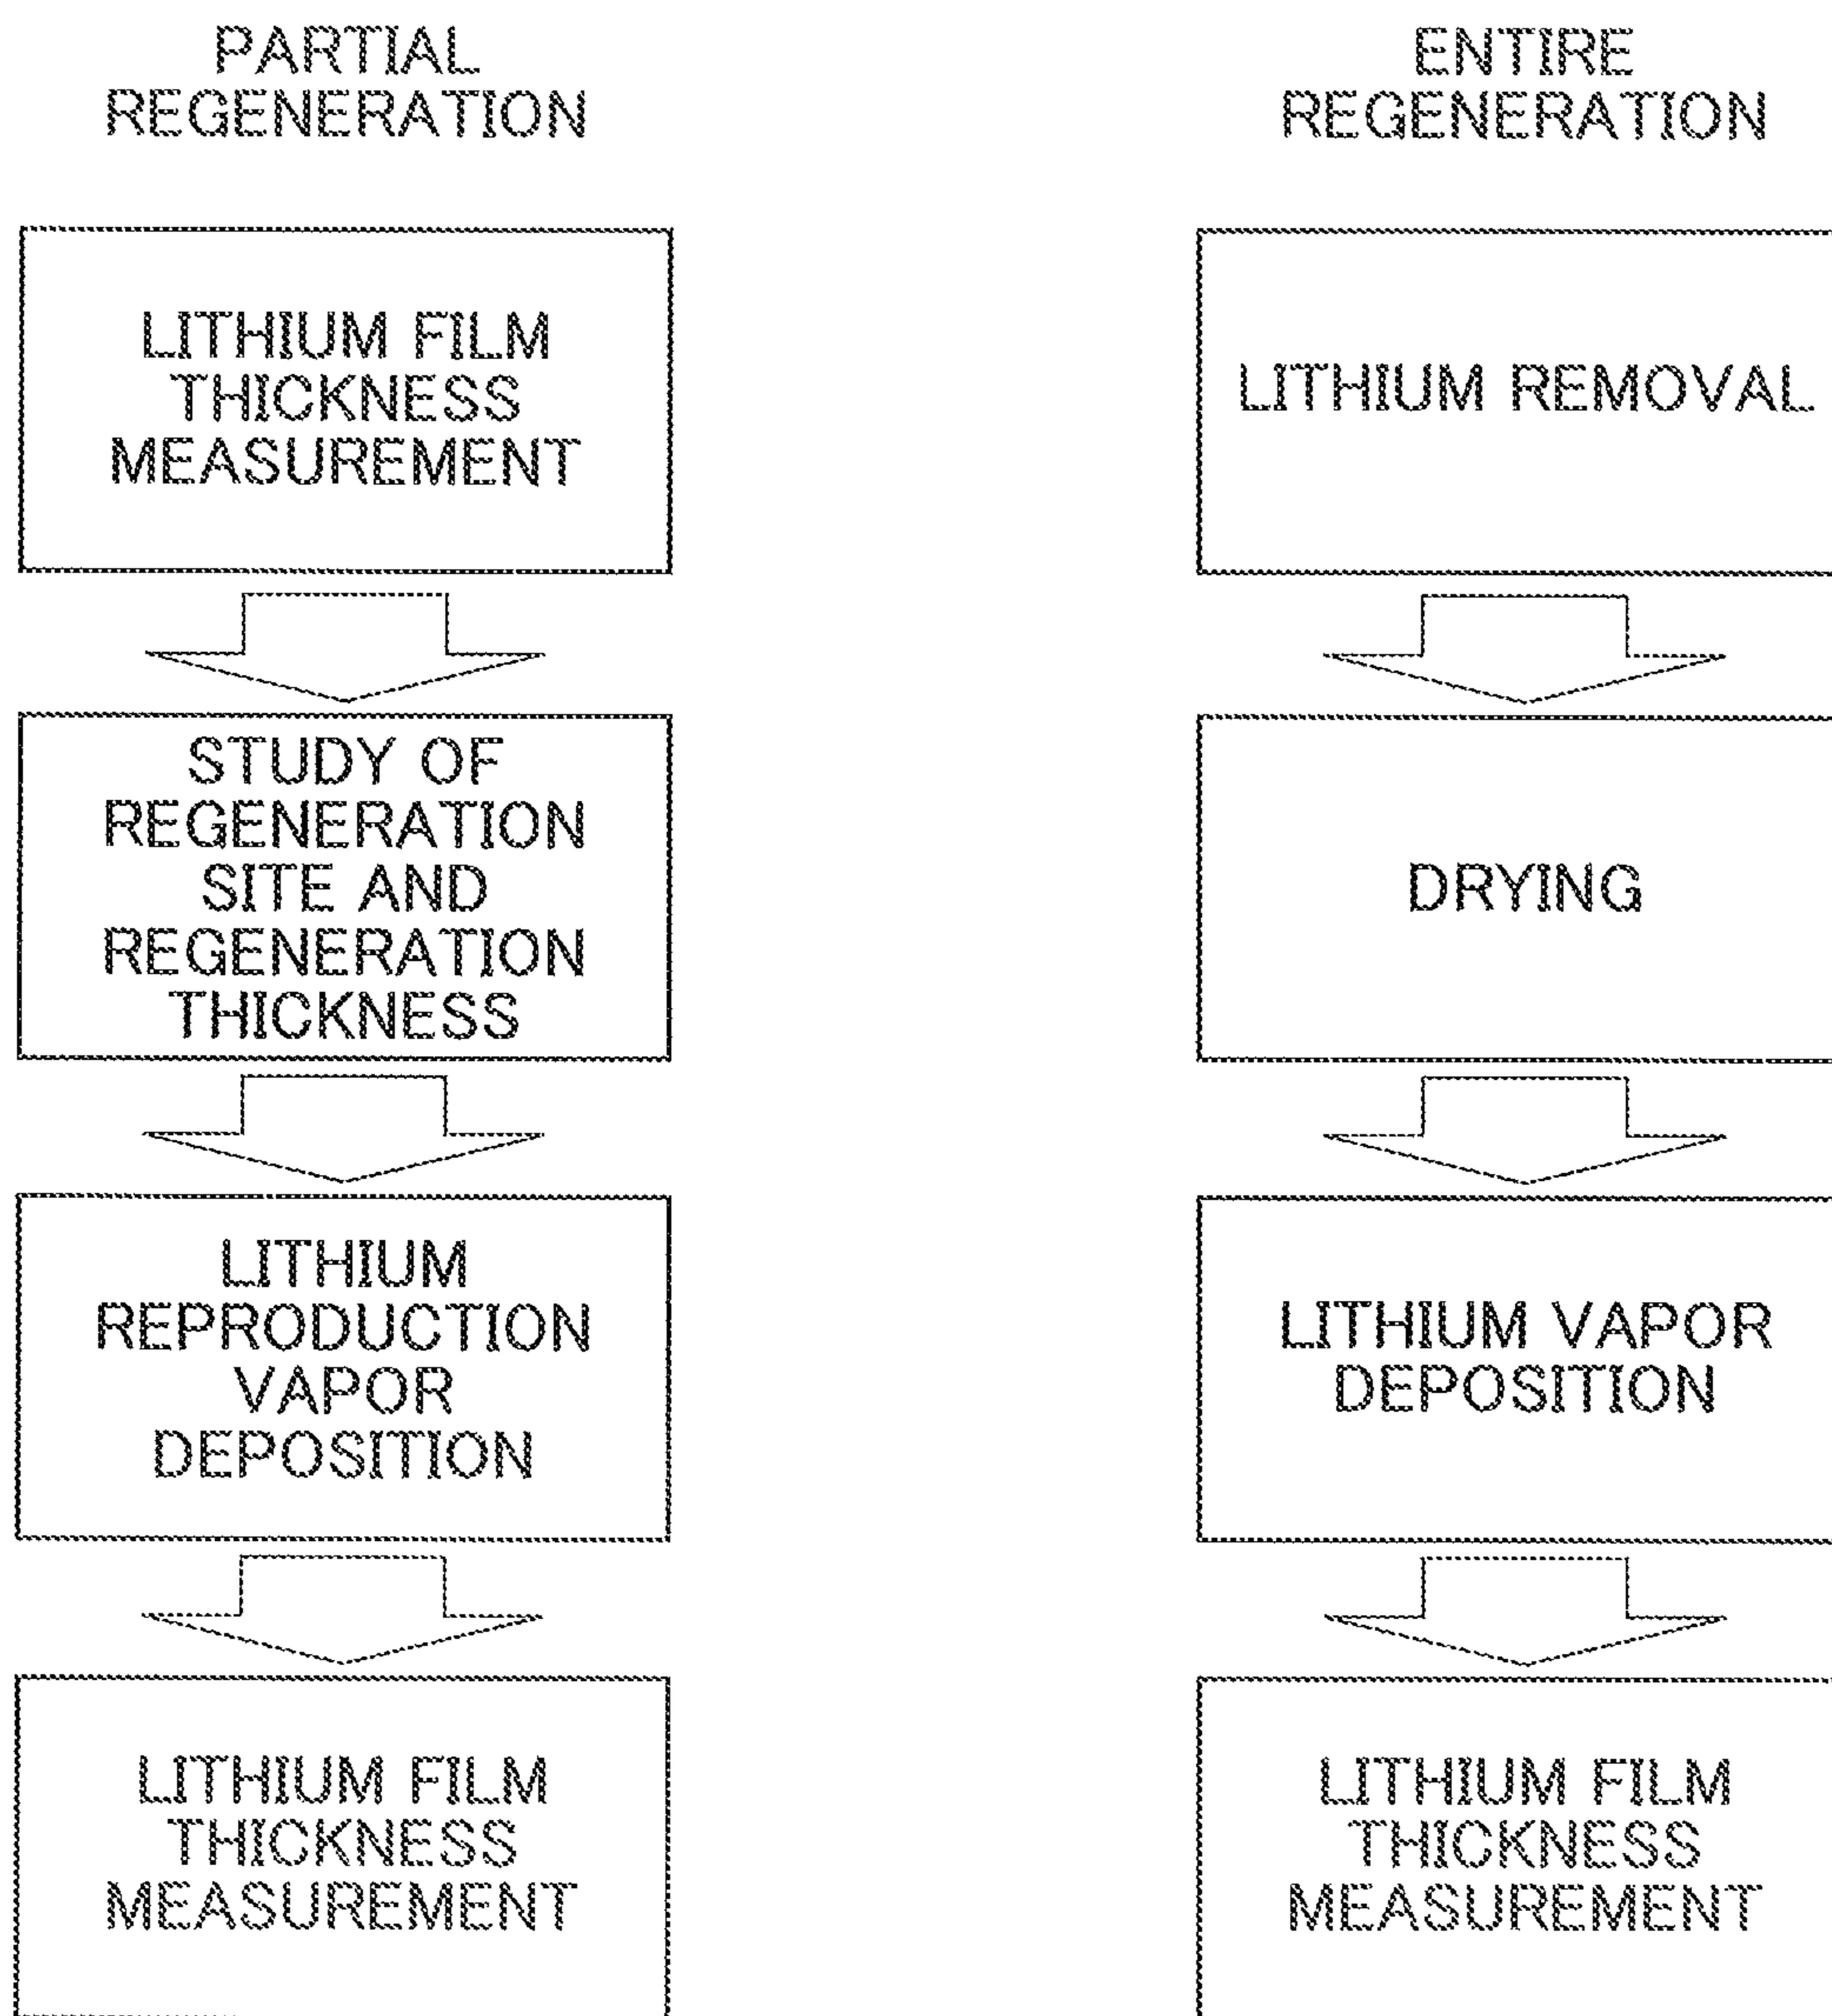 PARTIAL
REGENERATION
LITHIUM FILM
THICKNESS
MEASUREMENT
STUDY OF
REGENERATION
SITE AND
REGENERATION
THICKNESS
LITHIUM
REPRODUCTION
VAPOR
DEPOSITION
LITHIUM FILM
THICKNESS
MEASUREMENT
ENTIRE
REGENERATION
LITHIUM REMOVAL
DRYING
LITHIUM VAPOR
DEPOSITION
LITHIUM FILM
THICKNESS
MEASUREMENT